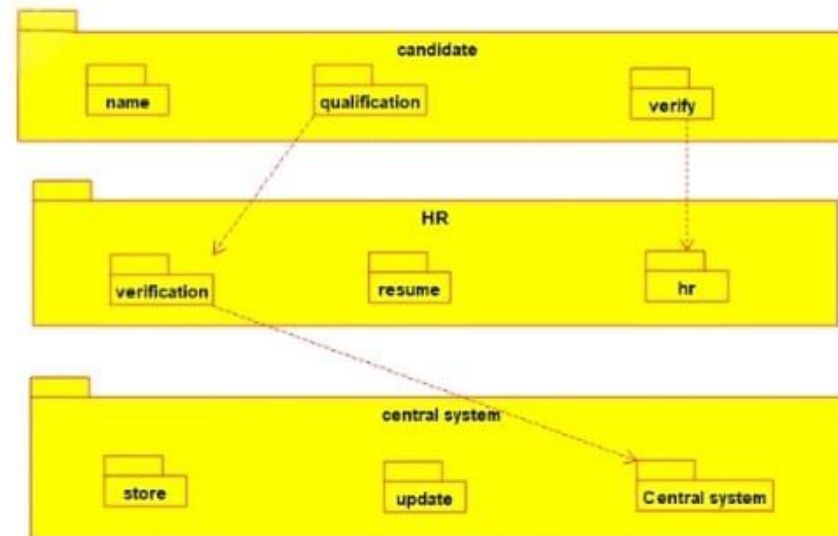 candidate
name
qualification
verify
HR
verification
resume
hr
central system
store
update
Central system